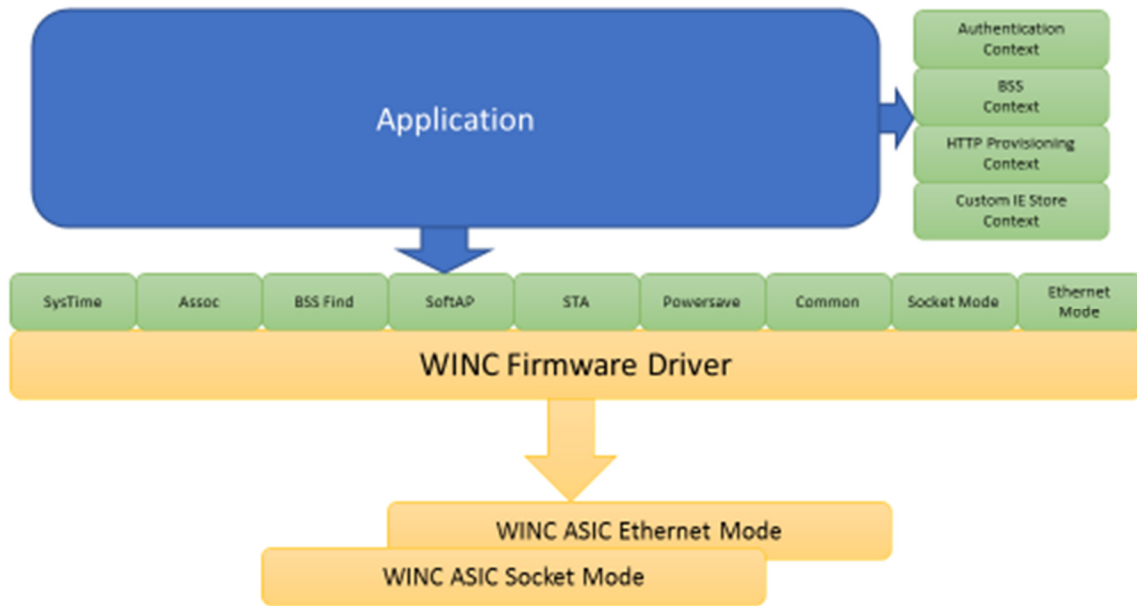 Application
Authentication
Context
BSS
Context
HTTP Provisioning
Context
Custom IE Store
Context
SysTime
Assoc
BSS Find
SoftAP
STA
Powersave
Common
Socket Mode
Ethernet
Mode
WINC Firmware Driver
WINC ASIC Ethernet Mode
WINC ASIC Socket Mode